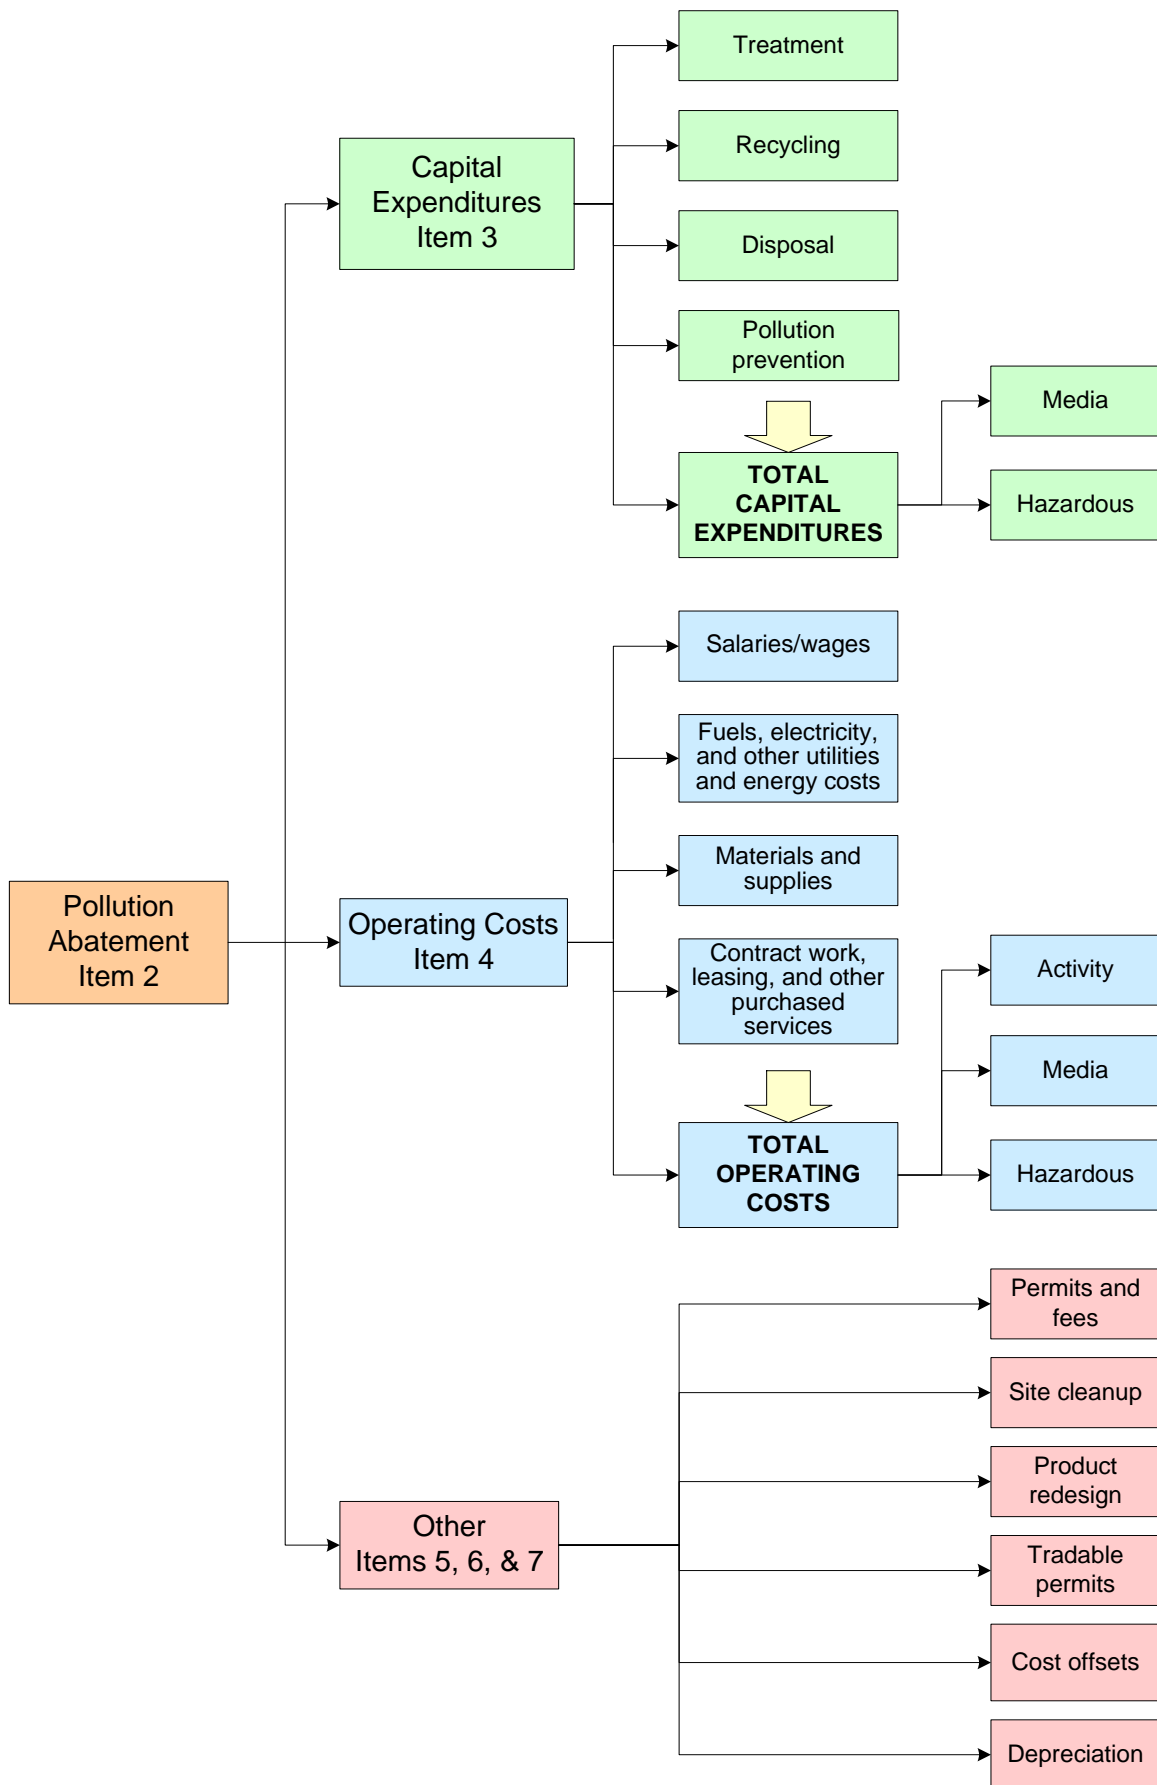 Treatment
Recycling
Capital
Expenditures
Item 3
Disposal
Pollution
prevention
Media
TOTAL
CAPITAL
EXPENDITURES
Hazardous
Salaries/wages
Fuels, electricity,
and other utilities
and energy costs
Materials and
supplies
Pollution
Abatement
Item 2
Operating Costs
Item 4
Contract work,
leasing, and other
purchased
services
Activity
Media
TOTAL
OPERATING
COSTS
Hazardous
Permits and
fees
Site cleanup
Product
redesign
Other
Items 5, 6, & 7
Tradable
permits
Cost offsets
Depreciation